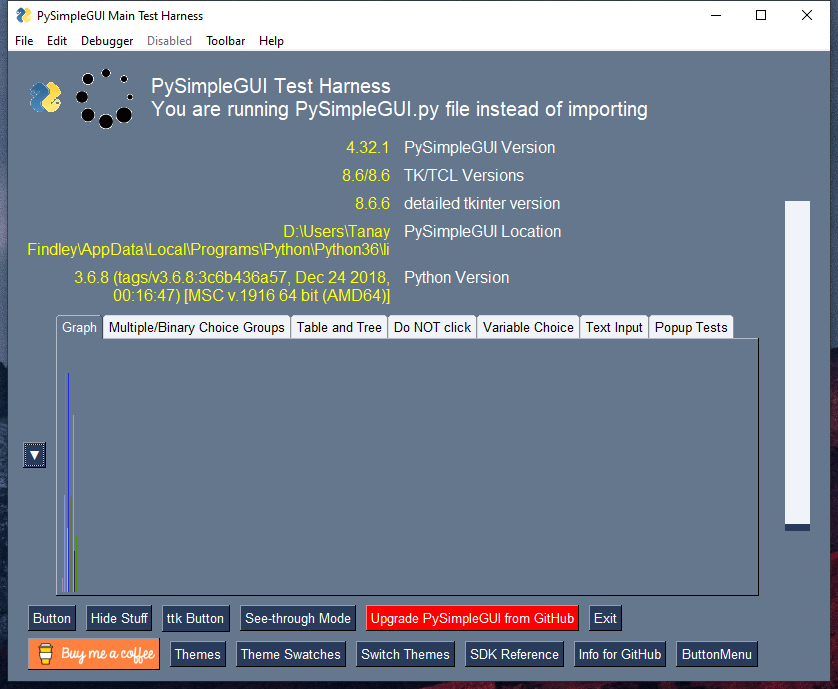 PySimpleGUI Main Test Harness
File Edit Debugger Disabled Toolbar Help
PySimpleGUI Test Harness
You are running PySimpleGUI.py file instead of importing
4.32.1 PySimpleGUI Version
8.6/8.6 TK/TCL Versions
8.6.6 detailed tkinter version
D:\Users\Tanay PySimpleGUI Location
Findley\AppData\Local\Programs\Python\Python36\li
3.6.8 (tags/v3.6.8:3c6b436a57, Dec 24 2018, Python Version
00:16:47) [MSC v.1916 64 bit (AMD64)]
Graph Multiple/Binary Choice Groups Table and Tree Do NOT click Variable Choice Text Input Popup Tests
Button Hide Stuff ttk Button See-through Mode Upgrade PySimpleGUI from GitHub Exit
Buy me a coffee Themes Theme Swatches Switch Themes SDK Reference Info for GitHub ButtonMenu